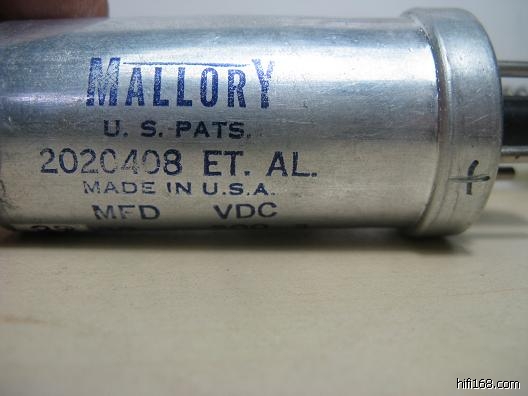 MALLORY
U. S. PATS.
2020408 ET. AL.
MADE IN U.S.A.
MFD VDC
+
hifi168.com